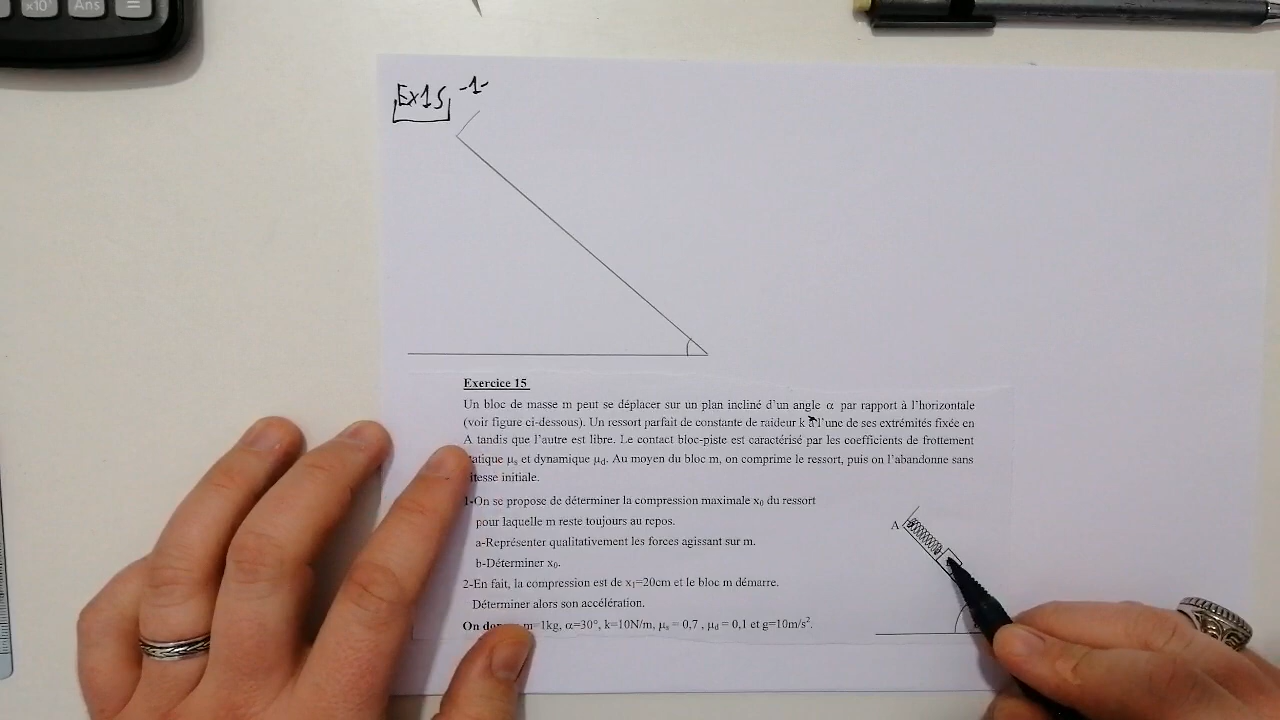 ×10ˣ Ans =
Ex15 -1-
Exercice 15
Un bloc de masse m peut se déplacer sur un plan incliné d'un angle α par rapport à l'horizontale
(voir figure ci-dessous). Un ressort parfait de constante de raideur k à l'une de ses extrémités fixée en
A tandis que l'autre est libre. Le contact bloc-piste est caractérisé par les coefficients de frottement
μs et dynamique μd. Au moyen du bloc m, on comprime le ressort, puis on l'abandonne sans
initiale.
1-On se propose de déterminer la compression maximale x₀ du ressort
pour laquelle m reste toujours au repos.
a-Représenter qualitativement les forces agissant sur m.
A
b-Déterminer x₀.
2-En fait, la compression est de x₁=20cm et le bloc m démarre.
Déterminer alors son accélération.
On m=1kg, α=30°, k=10N/m, μs = 0,7 , μd = 0,1 et g=10m/s².